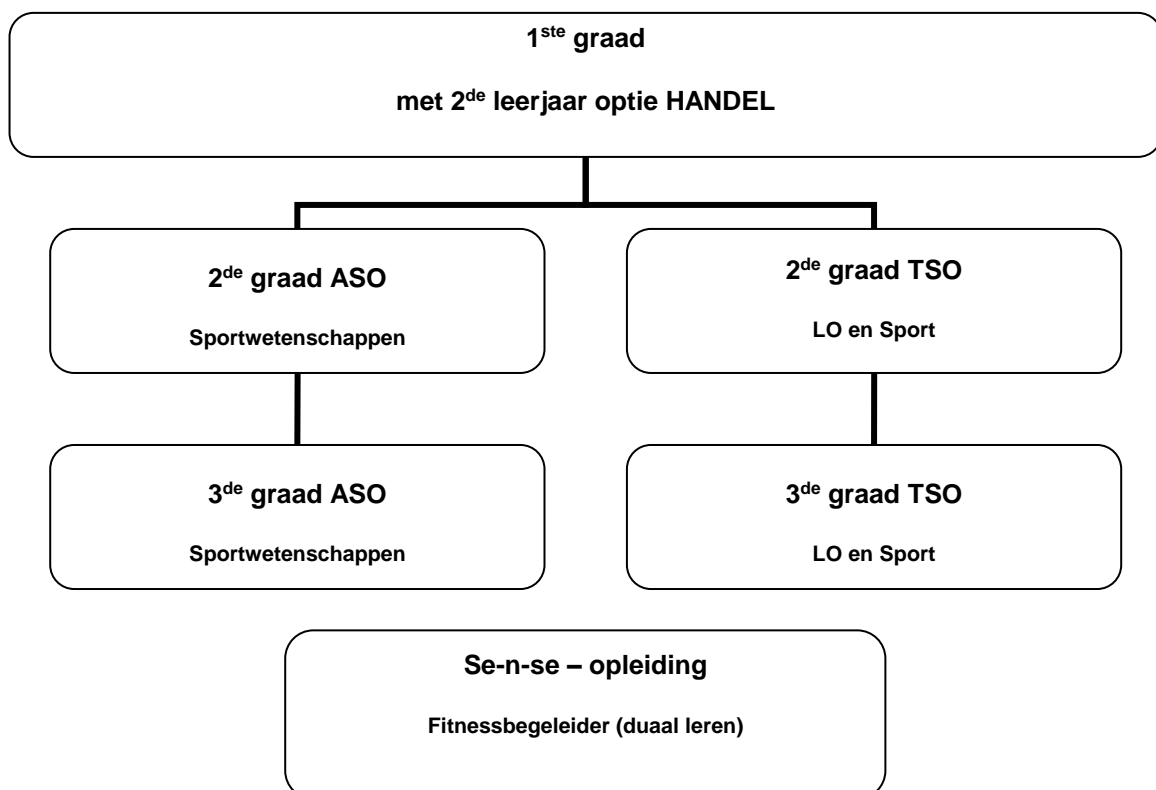 1ste graad
met 2de leerjaar optie HANDEL
2de graad ASO
Sportwetenschappen
2de graad TSO
LO en Sport
3de graad ASO
Sportwetenschappen
3de graad TSO
LO en Sport
Se-n-se – opleiding
Fitnessbegeleider (duaal leren)